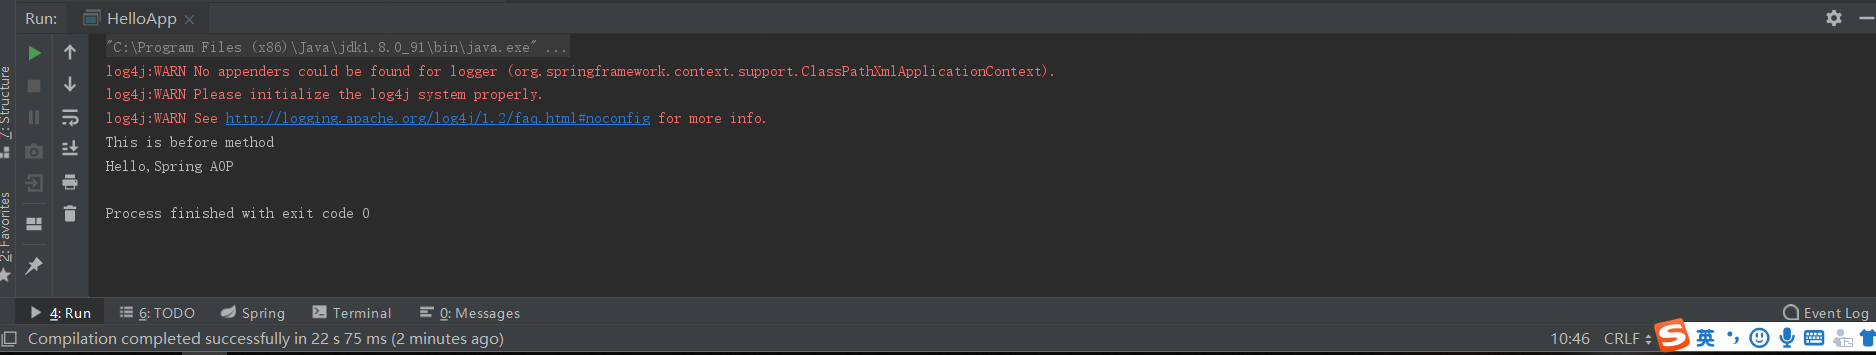 Run: HelloApp
"C:\Program Files (x86)\Java\jdk1.8.0_91\bin\java.exe" ...
log4j:WARN No appenders could be found for logger (org.springframework.context.support.ClassPathXmlApplicationContext).
log4j:WARN Please initialize the log4j system properly.
log4j:WARN See http://logging.apache.org/log4j/1.2/faq.html#noconfig for more info.
This is before method
Hello,Spring AOP
Process finished with exit code 0
7: Structure
2: Favorites
4: Run 6: TODO Spring Terminal 0: Messages Event Log
Compilation completed successfully in 22 s 75 ms (2 minutes ago) 10:46 CRLF 英